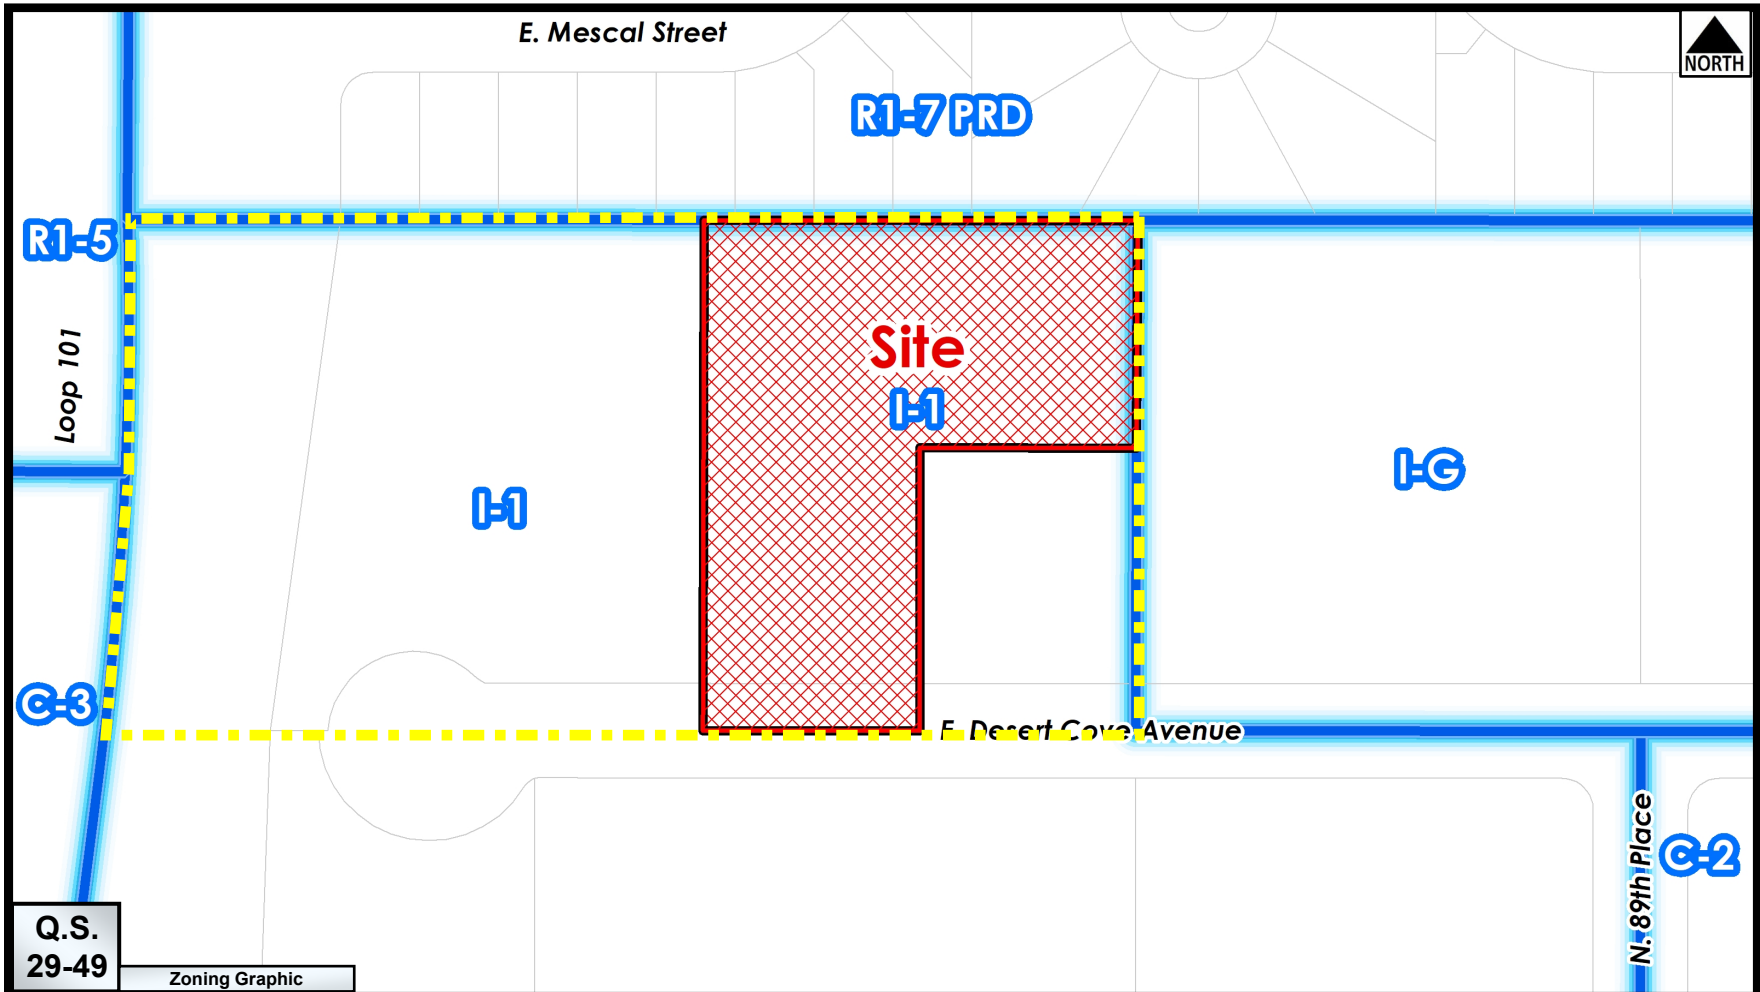 E. Mescal Street
NORTH
R1-7 PRD
R1-5
Loop 101
Site
I-1
I-1
I-G
C-3
E. Desert Cove Avenue
N. 89th Place
C-2
Q.S.
29-49
Zoning Graphic